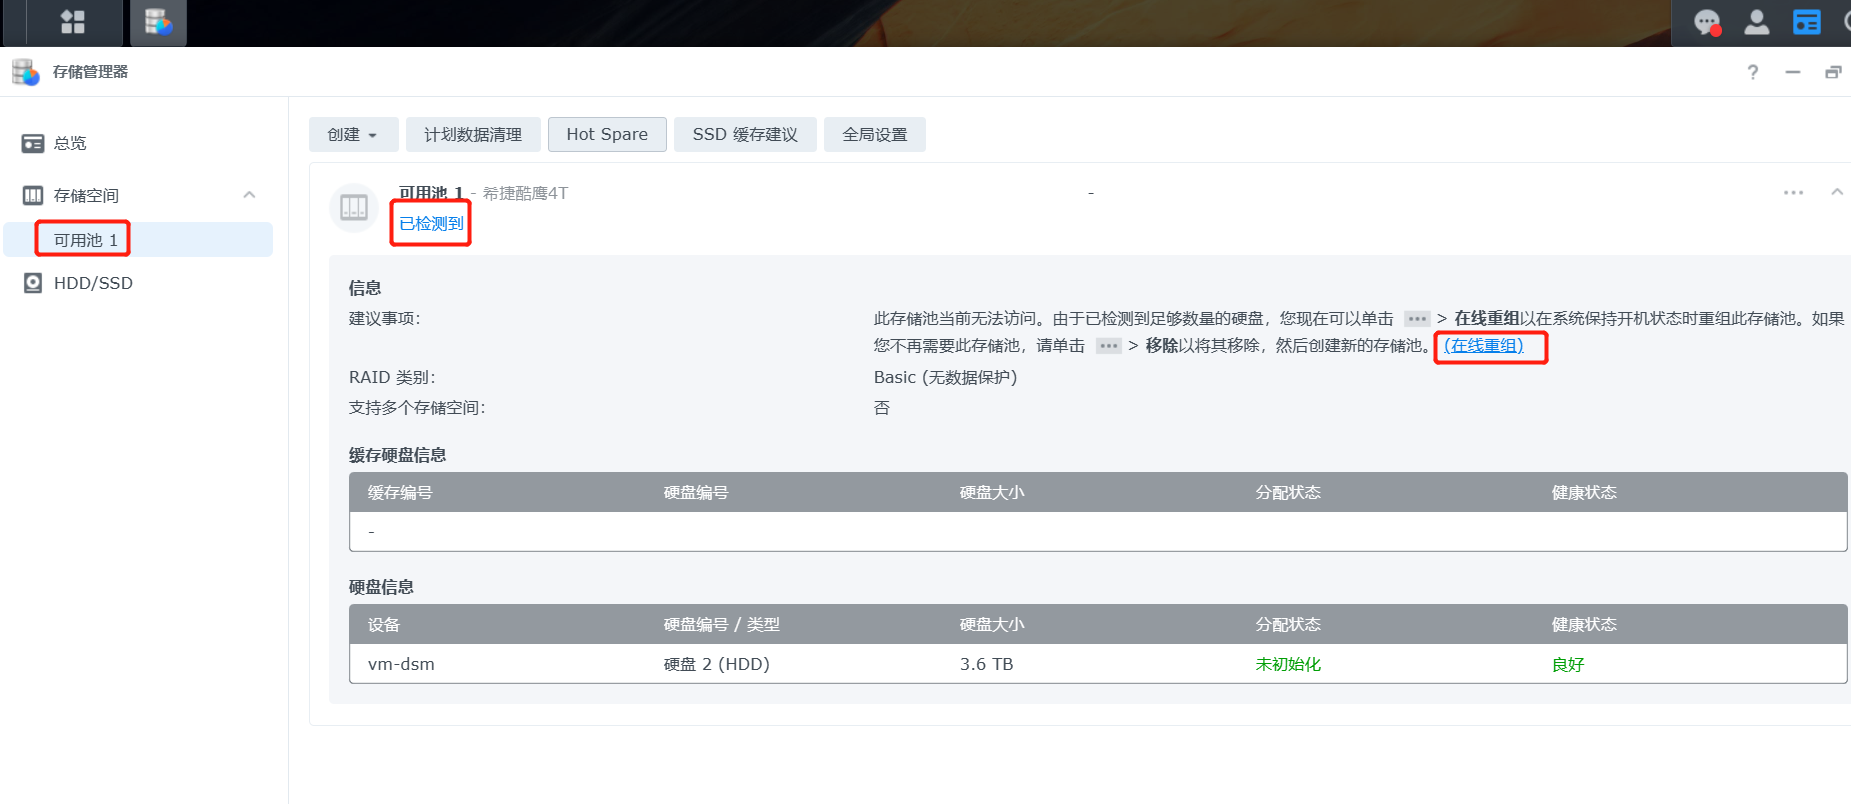 存储管理器
?
总览
存储空间
可用池 1
HDD/SSD
创建
计划数据清理
Hot Spare
SSD 缓存建议
全局设置
可用池 1 - 希捷酷鹰4T
-
已检测到
信息
建议事项:
此存储池当前无法访问。由于已检测到足够数量的硬盘，您现在可以单击 ••• > 在线重组以在系统保持开机状态时重组此存储池。如果
您不再需要此存储池，请单击 ••• > 移除以将其移除，然后创建新的存储池。 (在线重组)
RAID 类别:
Basic (无数据保护)
支持多个存储空间:
否
缓存硬盘信息
缓存编号 硬盘编号 硬盘大小 分配状态 健康状态
-
硬盘信息
设备 硬盘编号 / 类型 硬盘大小 分配状态 健康状态
vm-dsm 硬盘 2 (HDD) 3.6 TB 未初始化 良好